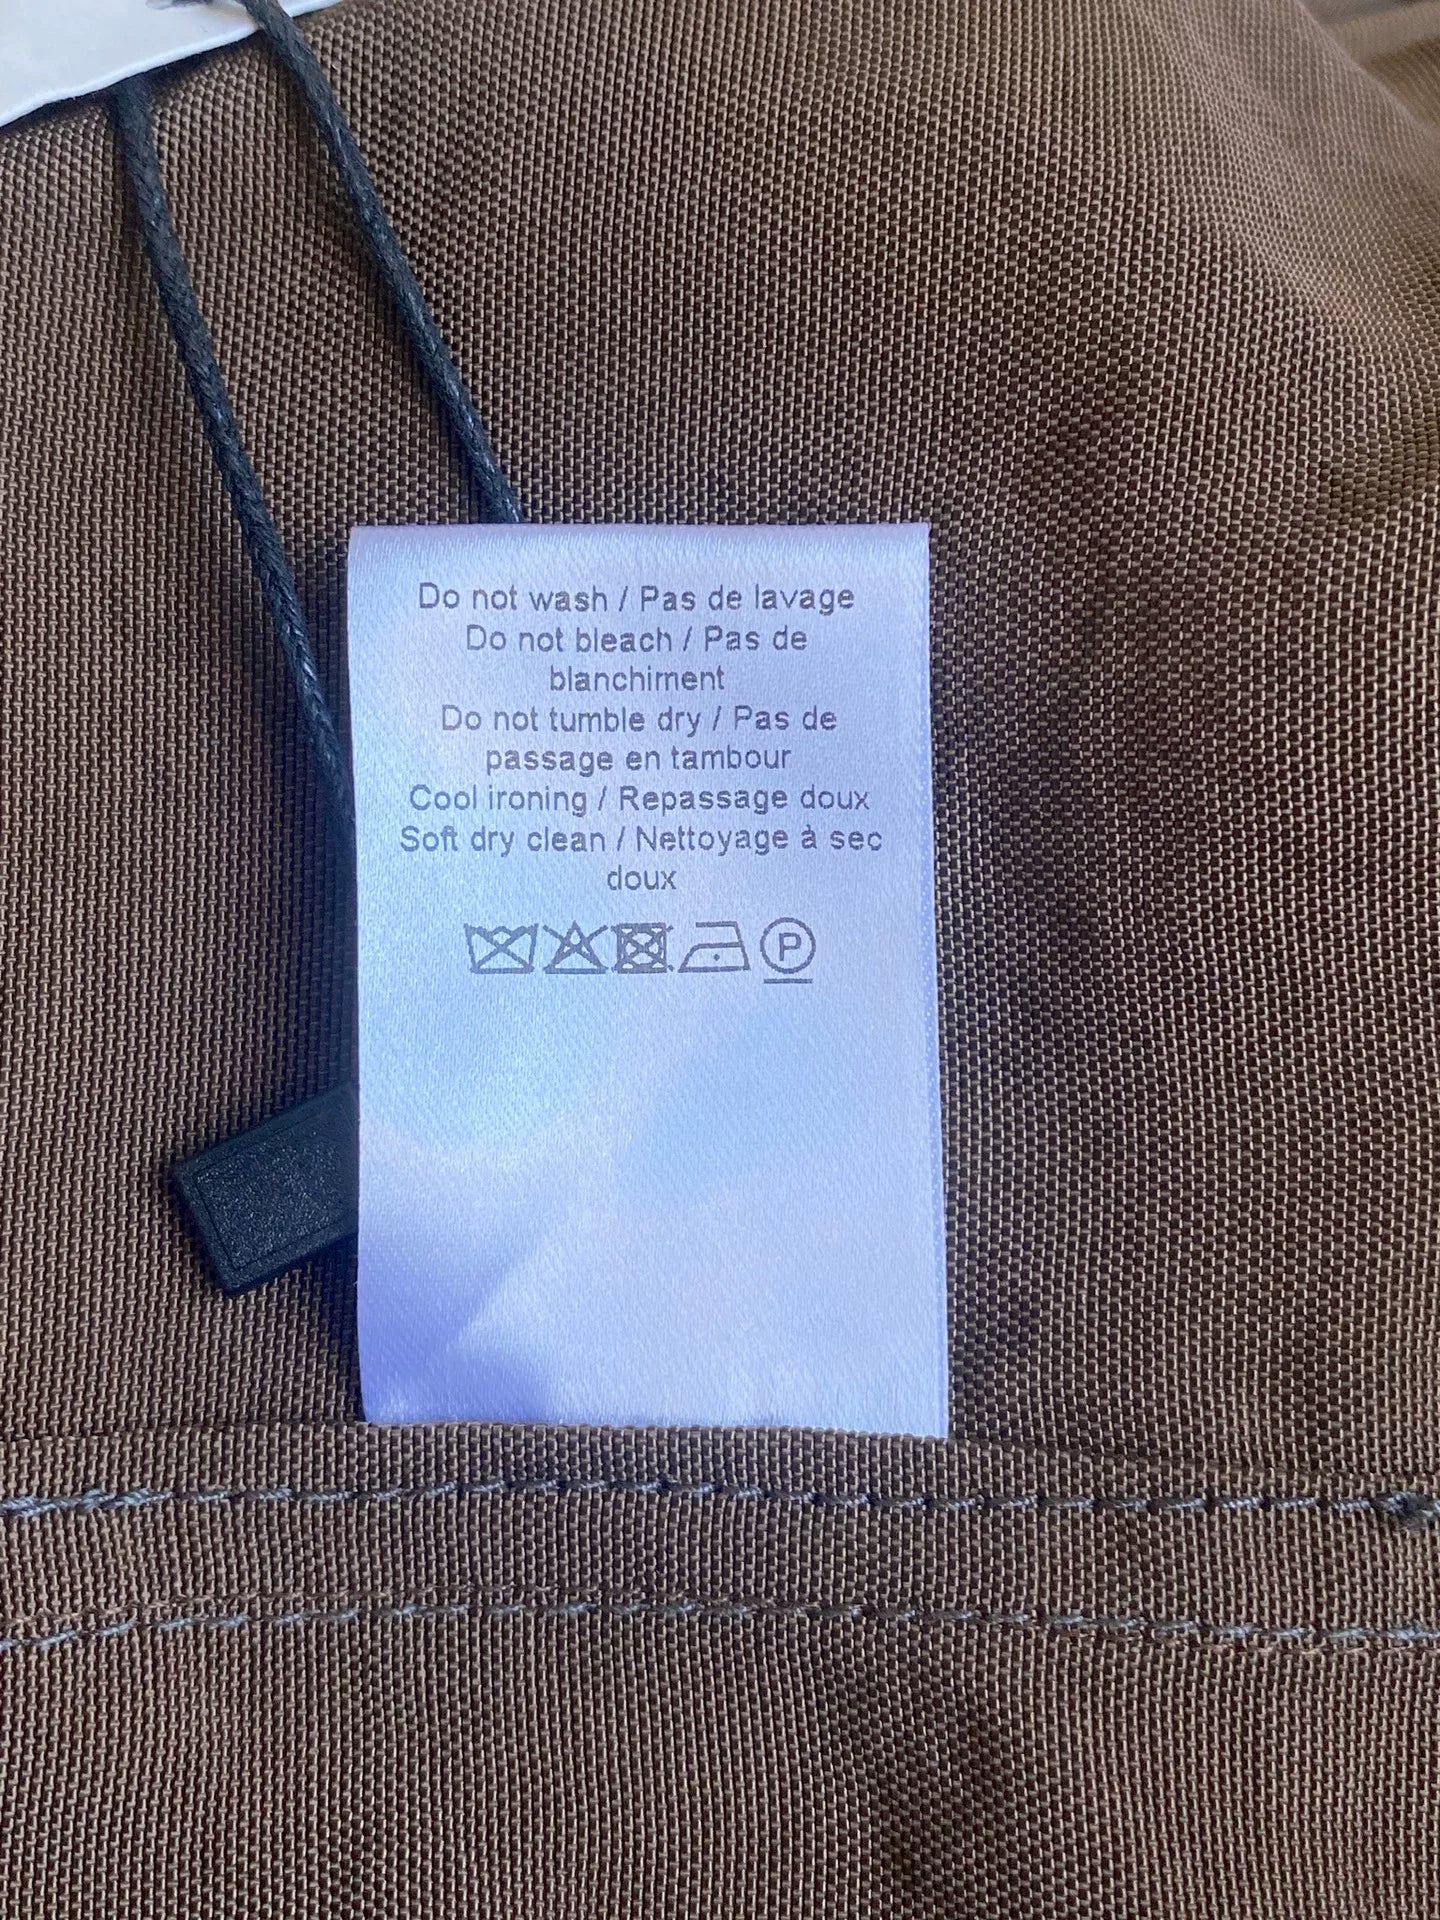 Do not wash / Pas de lavage
Do not bleach / Pas de
blanchiment
Do not tumble dry / Pas de
passage en tambour
Cool ironing / Repassage doux
Soft dry clean / Nettoyage à sec
doux
P